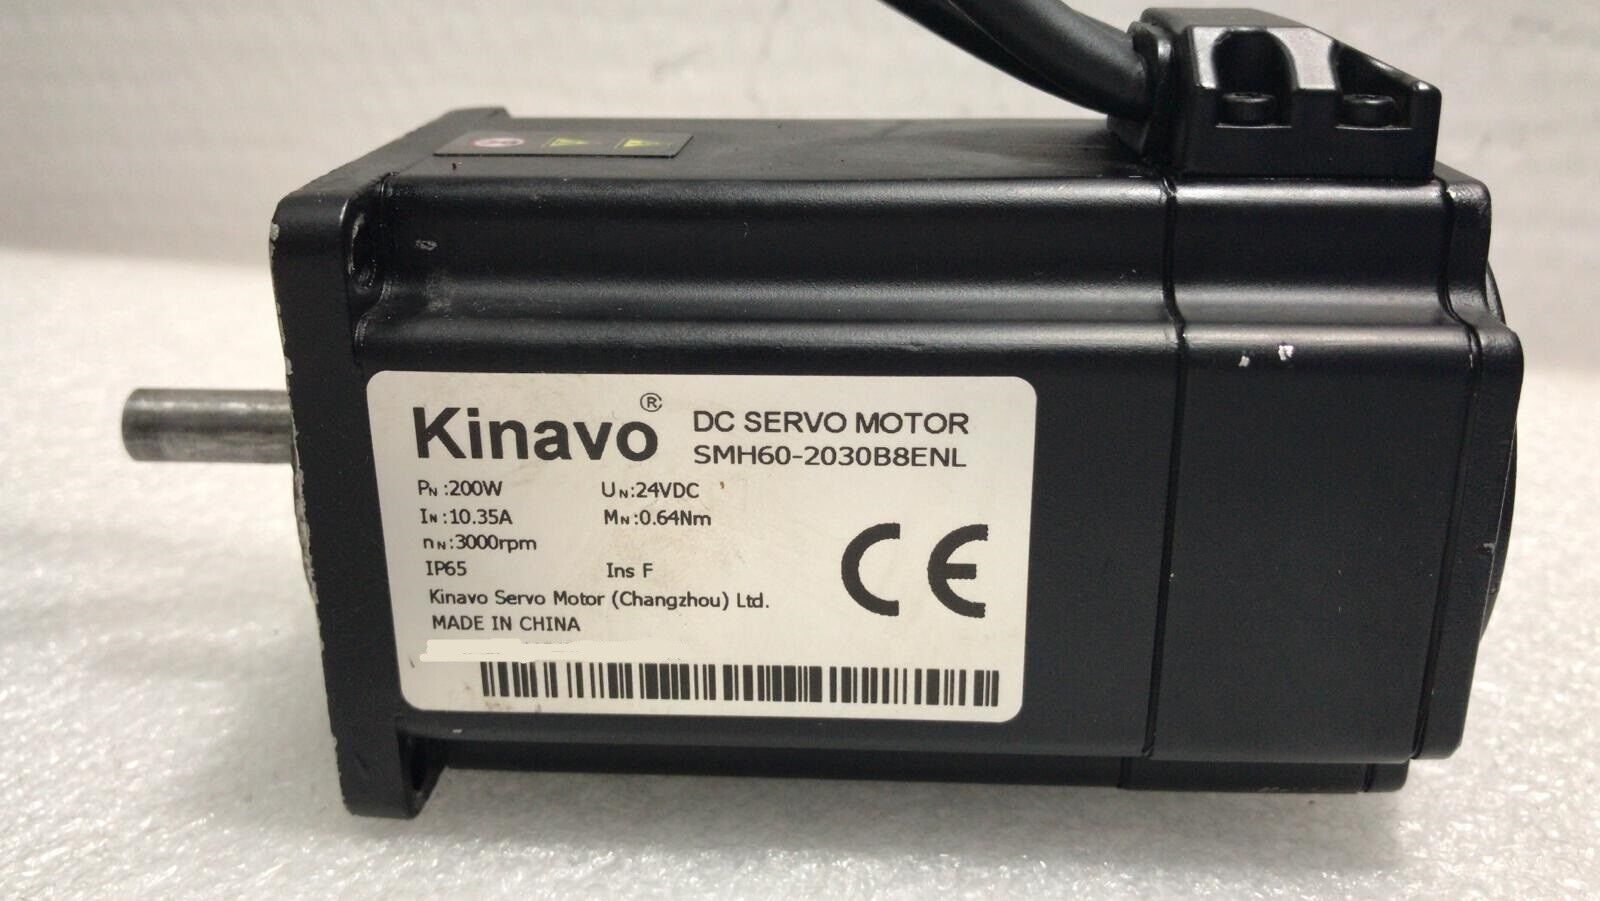 Kinavo®
DC SERVO MOTOR
SMH60-2030B8ENL
PN :200W UN:24VDC
IN :10.35A MN:0.64Nm
nN:3000rpm
IP65 Ins F
Kinavo Servo Motor (Changzhou) Ltd.
MADE IN CHINA
CE